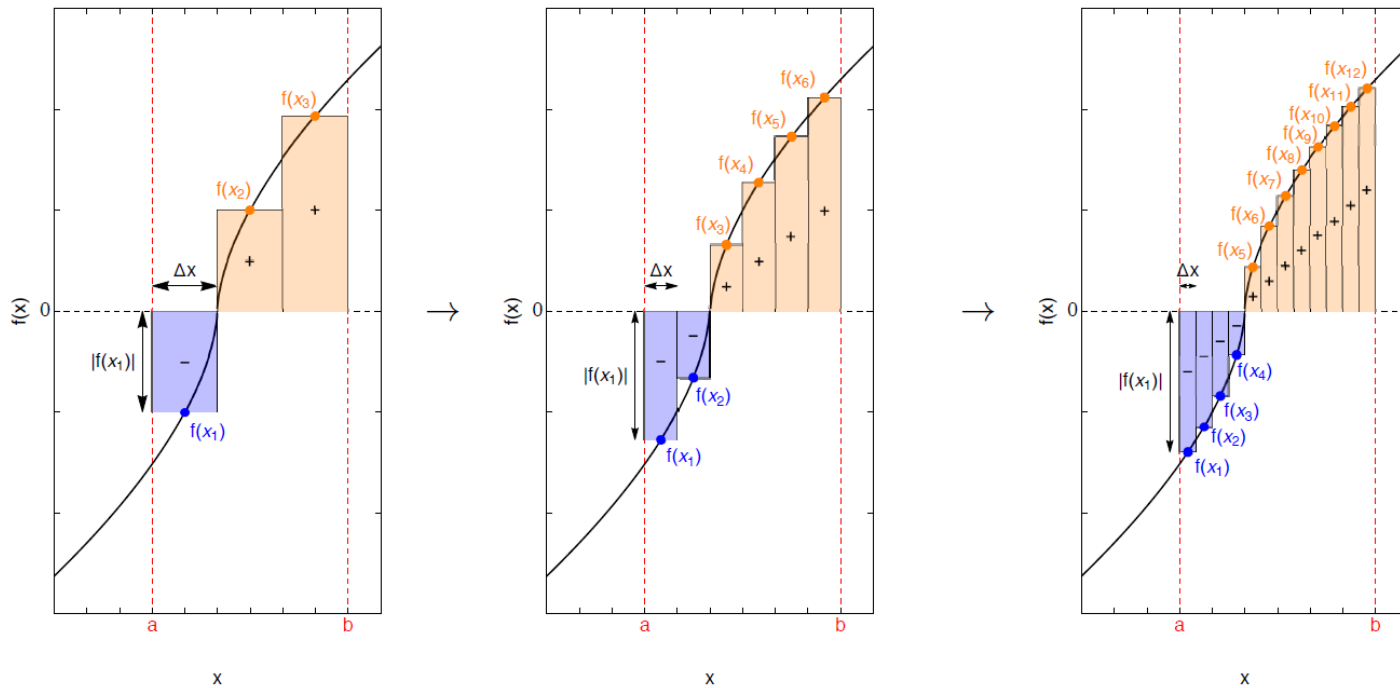 f(x₃)
f(x₂)
Δx
0
f(x)
|f(x₁)|
+
+
−
f(x₁)
a
b
x
→
f(x₆)
f(x₅)
f(x₄)
f(x₃)
Δx
0
f(x)
|f(x₁)|
+
+
+
+
−
−
f(x₂)
f(x₁)
a
b
x
→
f(x₁₂)
f(x₁₁)
f(x₁₀)
f(x₉)
f(x₈)
f(x₇)
f(x₆)
f(x₅)
Δx
0
f(x)
|f(x₁)|
+
+
+
+
+
+
+
+
−
−
−
−
f(x₄)
f(x₃)
f(x₂)
f(x₁)
a
b
x